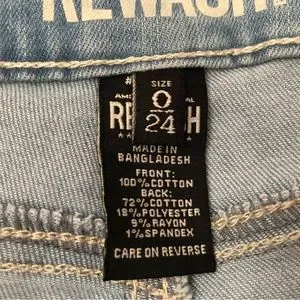 REWASH
SIZE
0
24
MADE IN
BANGLADESH
FRONT:
100% COTTON
BACK:
72% COTTON
18% POLYESTER
9% RAYON
1% SPANDEX
CARE ON REVERSE